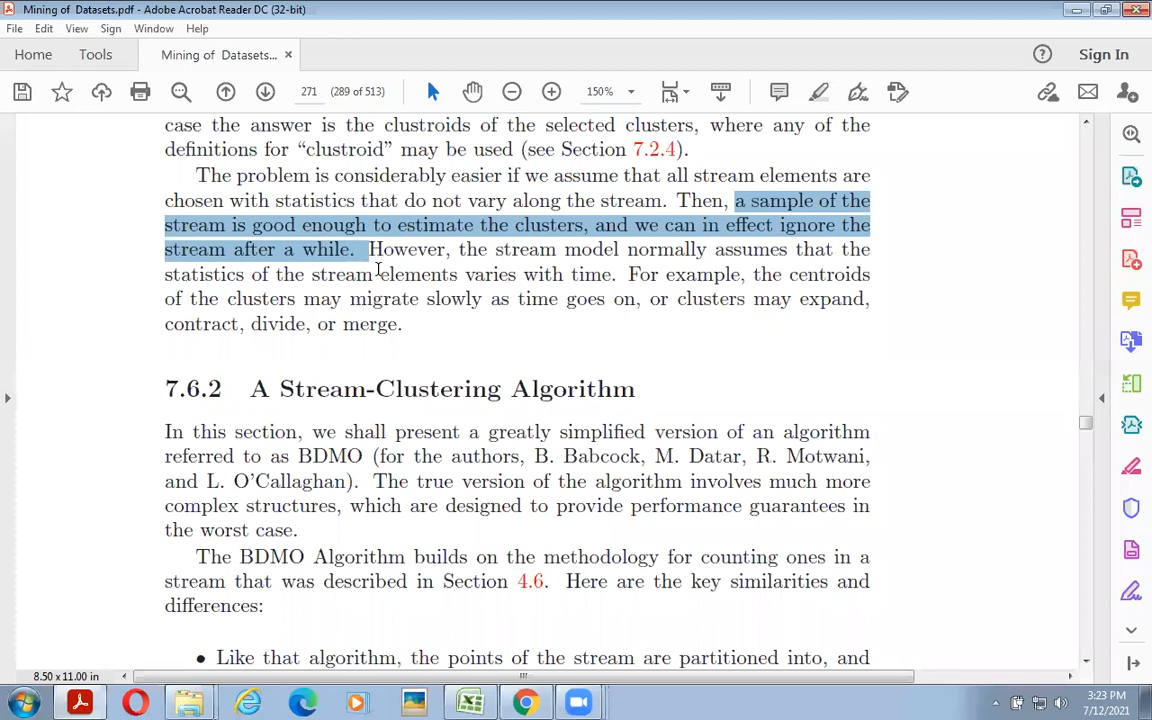 Mining of Datasets.pdf - Adobe Acrobat Reader DC (32-bit)
File Edit View Sign Window Help
Home Tools Mining of Datasets... × Sign In
271 (289 of 513) 150%
case the answer is the clustroids of the selected clusters, where any of the
definitions for “clustroid” may be used (see Section 7.2.4).
The problem is considerably easier if we assume that all stream elements are
chosen with statistics that do not vary along the stream. Then, a sample of the
stream is good enough to estimate the clusters, and we can in effect ignore the
stream after a while. However, the stream model normally assumes that the
statistics of the stream elements varies with time. For example, the centroids
of the clusters may migrate slowly as time goes on, or clusters may expand,
contract, divide, or merge.
7.6.2 A Stream-Clustering Algorithm
In this section, we shall present a greatly simplified version of an algorithm
referred to as BDMO (for the authors, B. Babcock, M. Datar, R. Motwani,
and L. O’Callaghan). The true version of the algorithm involves much more
complex structures, which are designed to provide performance guarantees in
the worst case.
The BDMO Algorithm builds on the methodology for counting ones in a
stream that was described in Section 4.6. Here are the key similarities and
differences:
• Like that algorithm, the points of the stream are partitioned into, and
8.50 x 11.00 in
3:23 PM
7/12/2021